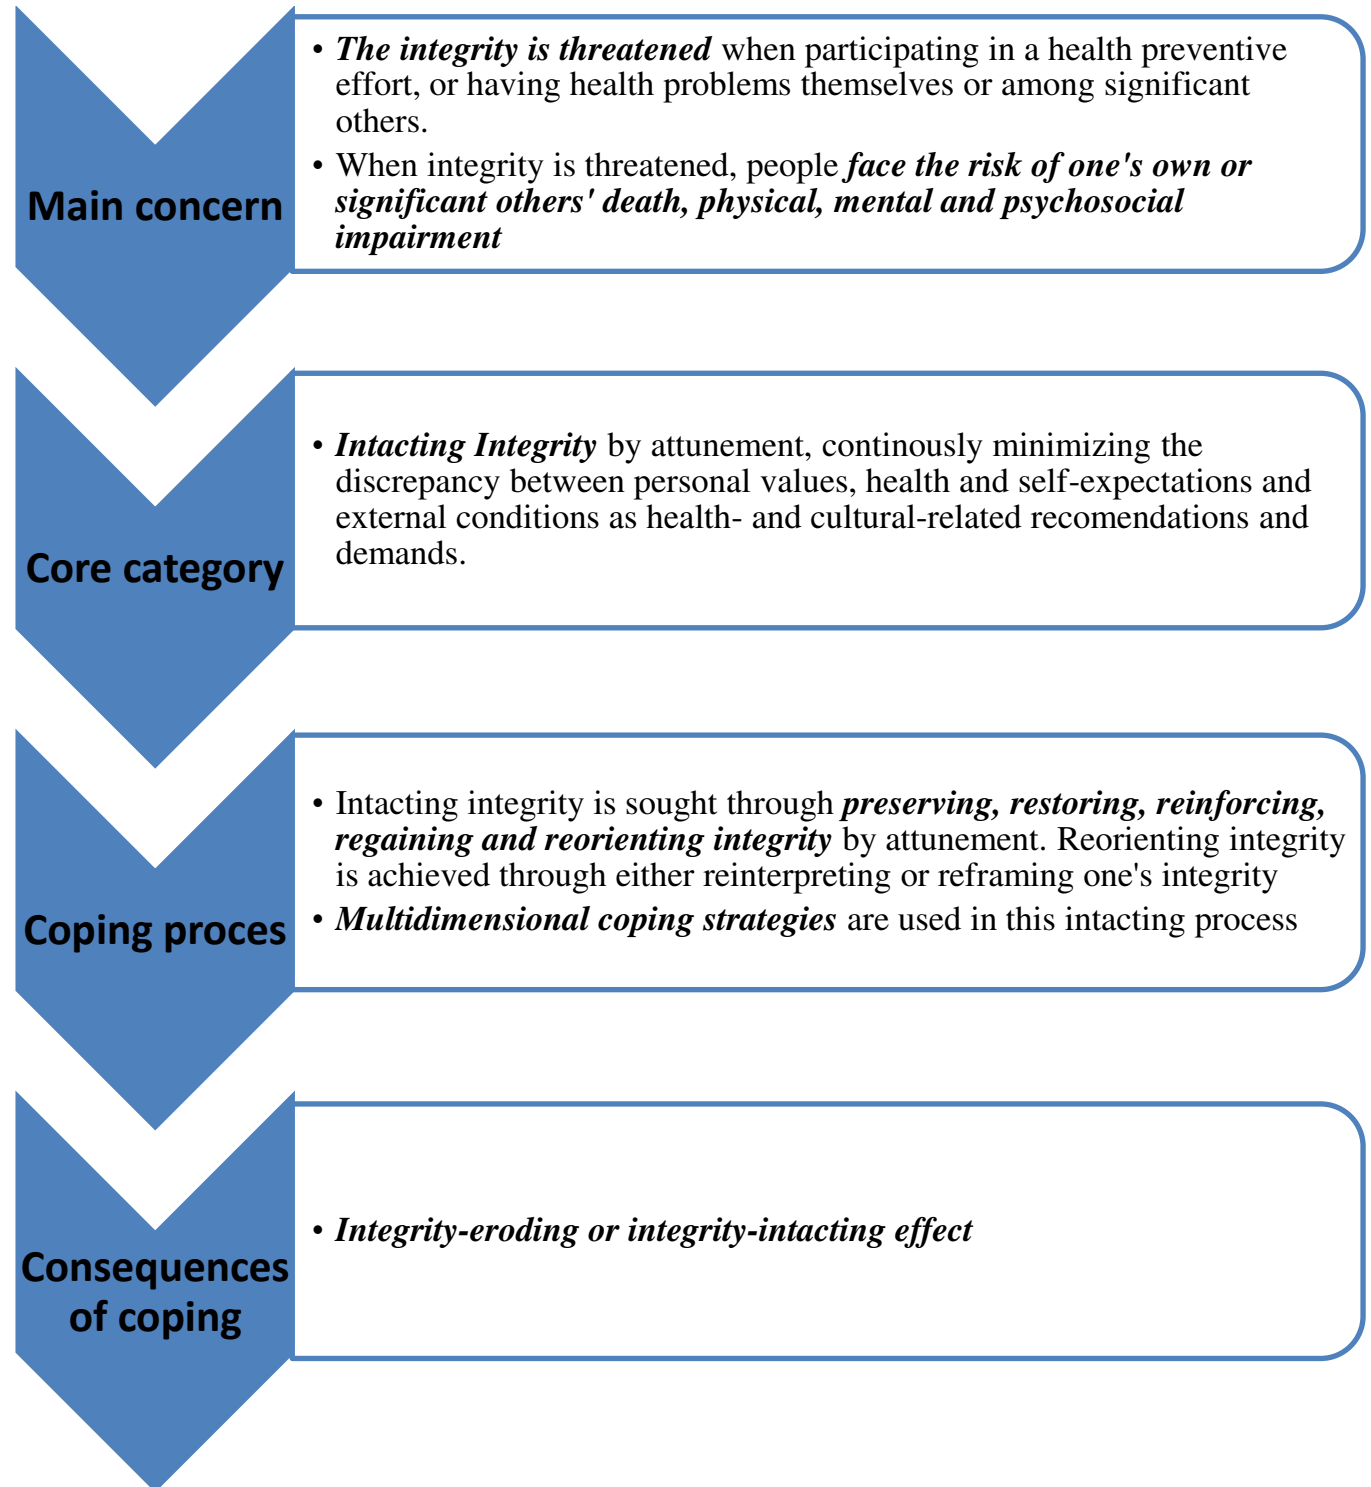 Main concern
• The integrity is threatened when participating in a health preventive
effort, or having health problems themselves or among significant
others.
• When integrity is threatened, people face the risk of one's own or
significant others' death, physical, mental and psychosocial
impairment
Core category
• Intacting Integrity by attunement, continously minimizing the
discrepancy between personal values, health and self-expectations and
external conditions as health- and cultural-related recomendations and
demands.
Coping proces
• Intacting integrity is sought through preserving, restoring, reinforcing,
regaining and reorienting integrity by attunement. Reorienting integrity
is achieved through either reinterpreting or reframing one's integrity
• Multidimensional coping strategies are used in this intacting process
Consequences
of coping
• Integrity-eroding or integrity-intacting effect